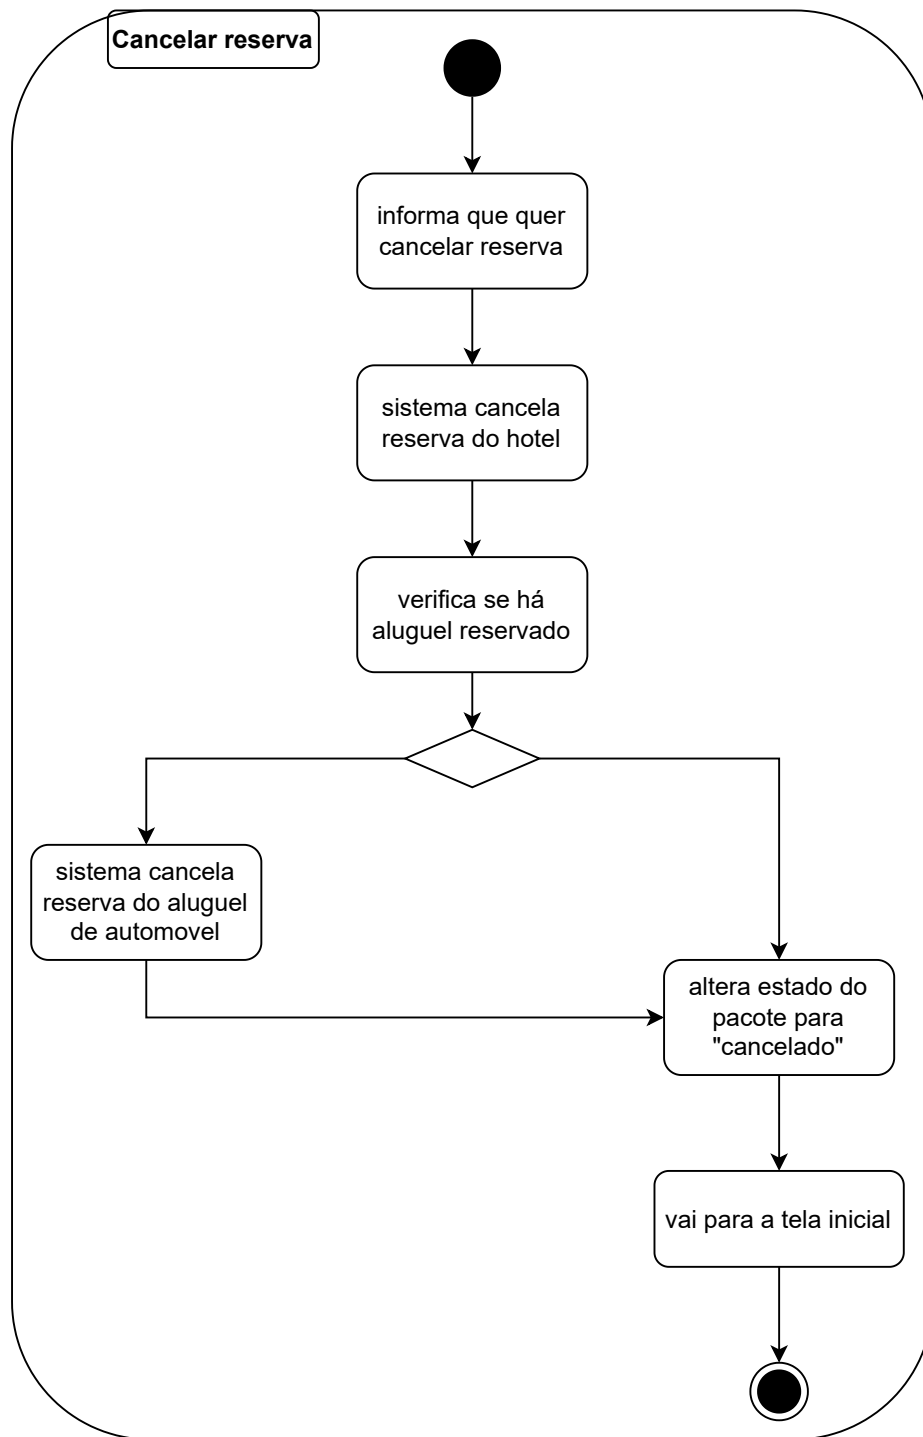 Cancelar reserva
informa que quer
cancelar reserva
sistema cancela
reserva do hotel
verifica se há
aluguel reservado
sistema cancela
reserva do aluguel
de automovel
altera estado do
pacote para
"cancelado"
vai para a tela inicial